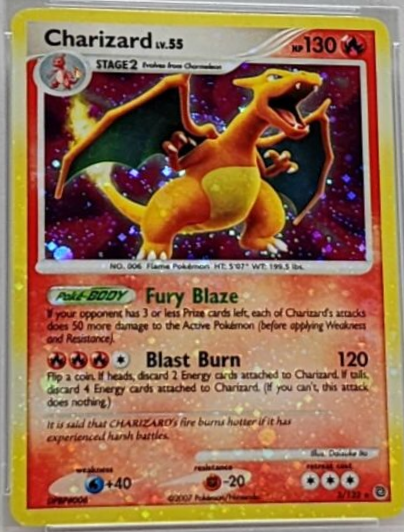 Charizard LV.55 HP 130
STAGE2 Evolves from Charmeleon
NO. 006 Flame Pokémon HT: 5'07" WT: 199.5 lbs.
Poké-BODY Fury Blaze
If your opponent has 3 or less Prize cards left, each of Charizard's attacks
does 50 more damage to the Active Pokémon (before applying Weakness
and Resistance).
Blast Burn 120
Flip a coin. If heads, discard 2 Energy cards attached to Charizard. If tails,
discard 4 Energy cards attached to Charizard. (If you can't, this attack
does nothing.)
It is said that CHARIZARD's fire burns hotter if it has
experienced harsh battles.
Illus. Daisuke Ito
weakness resistance retreat cost
+40 -20
DPBP#006 ©2007 Pokémon/Nintendo 3/132